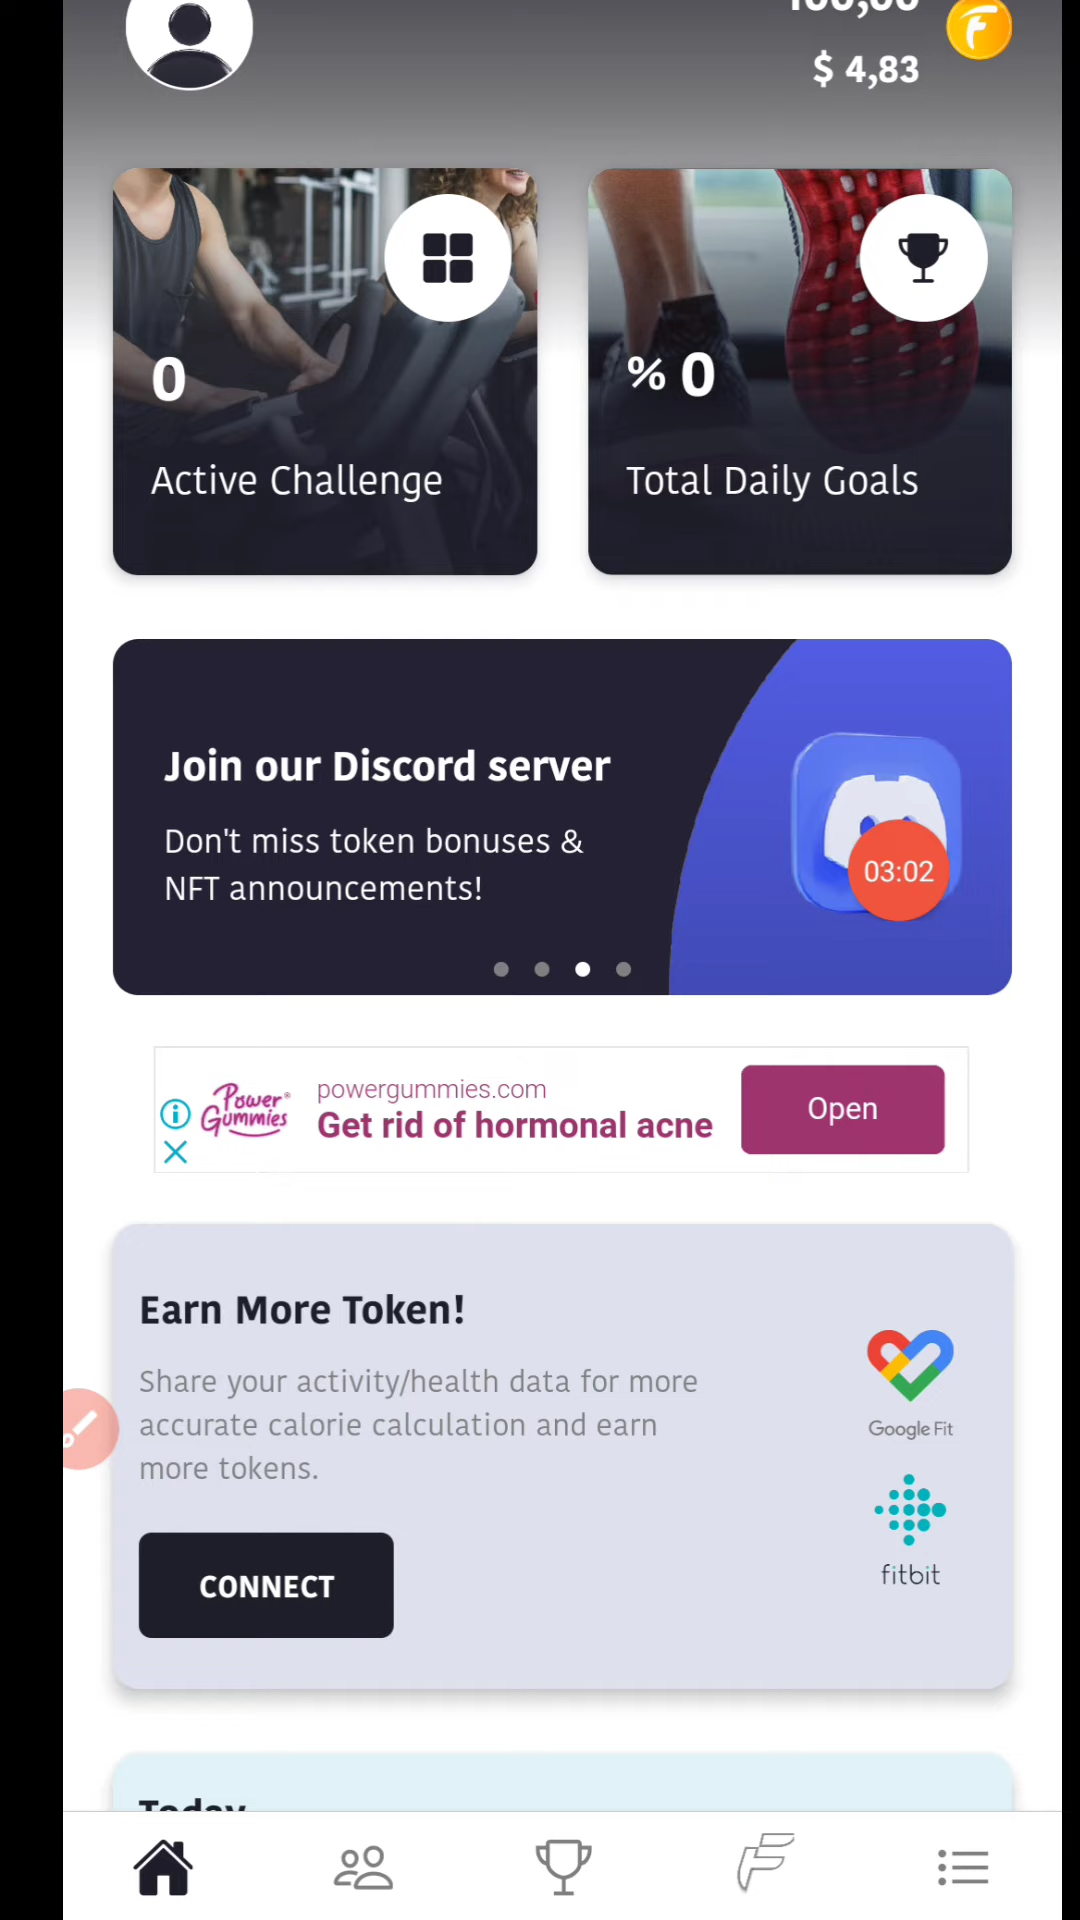 100,00
$ 4,83
0
Active Challenge
% 0
Total Daily Goals
Join our Discord server
Don't miss token bonuses &
NFT announcements!
03:02
Power Gummies
powergummies.com
Get rid of hormonal acne
Open
Earn More Token!
Share your activity/health data for more
accurate calorie calculation and earn
more tokens.
Google Fit
fitbit
CONNECT
Today